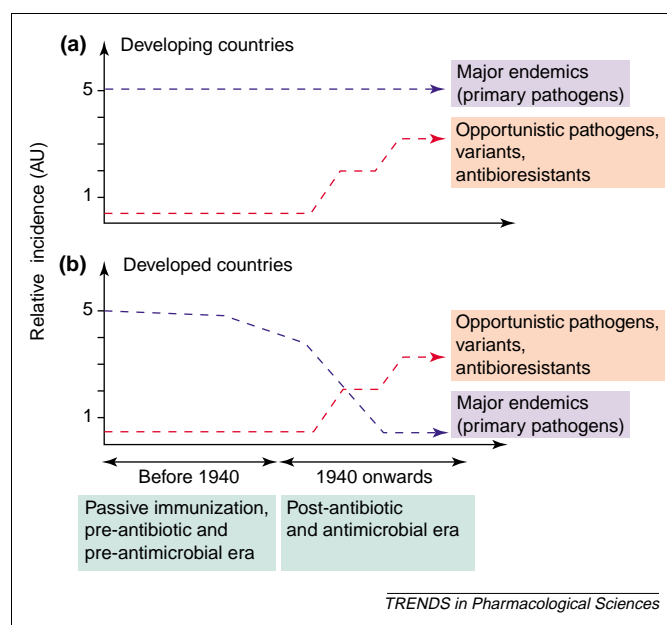 (a) Developing countries
5
1
Major endemics
(primary pathogens)
Opportunistic pathogens,
variants,
antibioresistants
Relative incidence (AU)
(b) Developed countries
5
1
Opportunistic pathogens,
variants,
antibioresistants
Major endemics
(primary pathogens)
Before 1940
1940 onwards
Passive immunization,
pre-antibiotic and
pre-antimicrobial era
Post-antibiotic
and antimicrobial era
TRENDS in Pharmacological Sciences